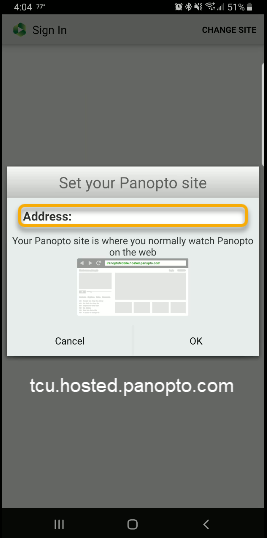 4:04 77° 51%
Sign In CHANGE SITE
Set your Panopto site
Address:
Your Panopto site is where you normally watch Panopto
on the web
Cancel OK
tcu.hosted.panopto.com